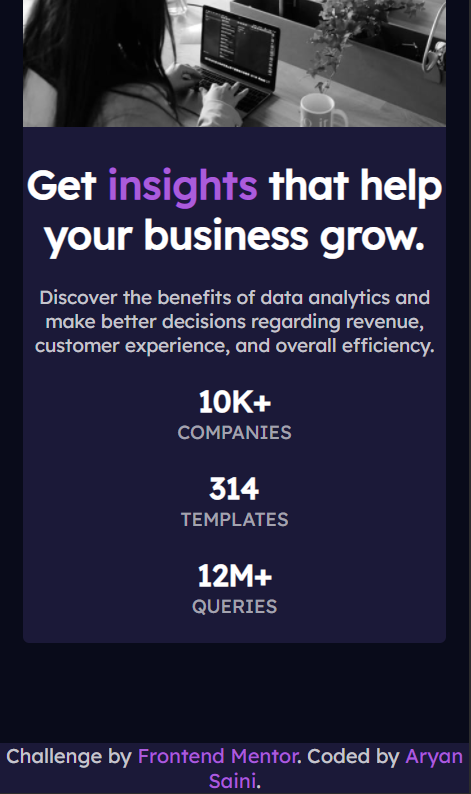 Get insights that help
your business grow.
Discover the benefits of data analytics and
make better decisions regarding revenue,
customer experience, and overall efficiency.
10K+
COMPANIES
314
TEMPLATES
12M+
QUERIES
Challenge by Frontend Mentor. Coded by Aryan
Saini.